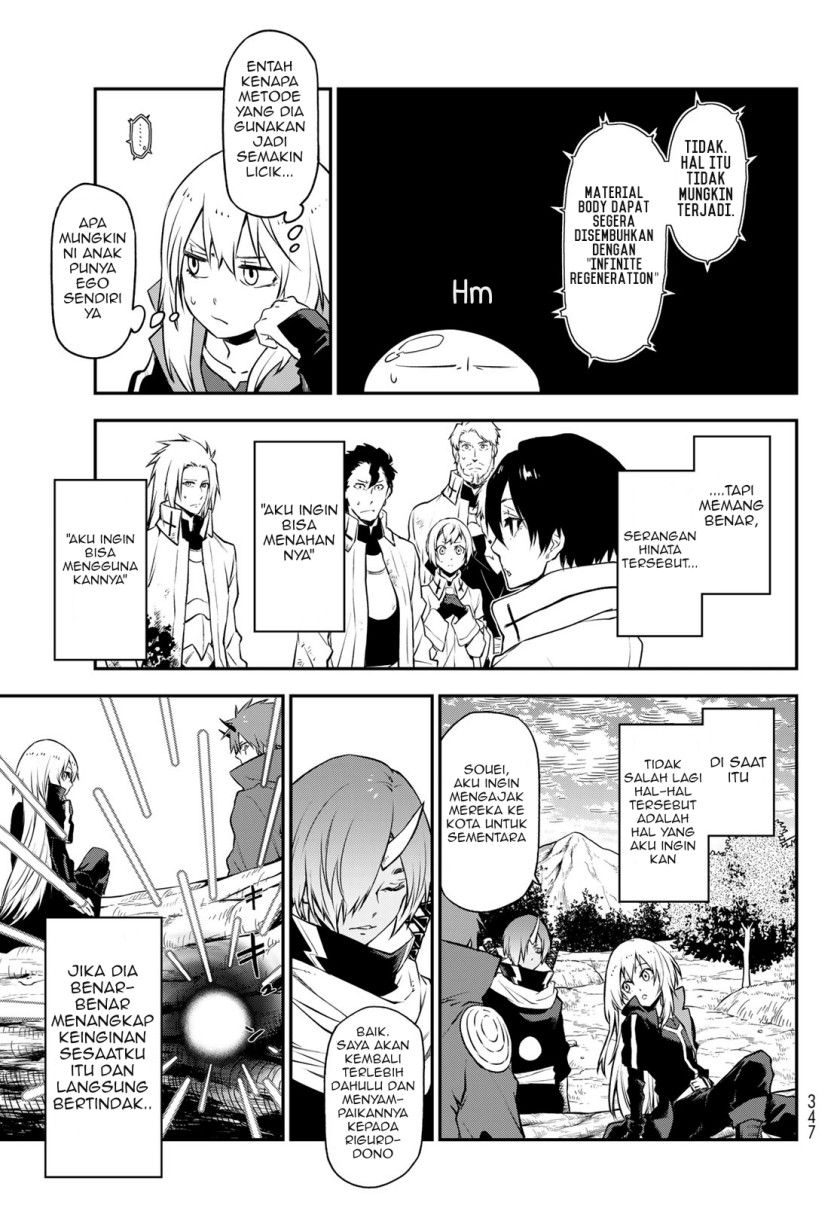 TIDAK.
HAL ITU
TIDAK
MUNGKIN
TERJADI.
MATERIAL
BODY DAPAT
SEGERA
DISEMBUHKAN
DENGAN
"INFINITE
REGENERATION"
Hm
ENTAH
KENAPA
METODE
YANG DIA
GUNAKAN
JADI
SEMAKIN
LICIK...
......
APA
MUNGKIN
NI ANAK
PUNYA
EGO
SENDIRI
YA
....TAPI
MEMANG
BENAR,
SERANGAN
HINATA
TERSEBUT...
"AKU INGIN
BISA
MENAHAN
NYA"
"AKU INGIN
BISA
MENGGUNA
KANNYA"
DI SAAT
ITU
TIDAK
SALAH LAGI
HAL-HAL
TERSEBUT
ADALAH
HAL YANG
AKU INGIN
KAN
SOUEI,
AKU INGIN
MENGAJAK
MEREKA KE
KOTA UNTUK
SEMENTARA
BAIK.
SAYA AKAN
KEMBALI
TERLEBIH
DAHULU DAN
MENYAM-
PAIKANNYA
KEPADA
RIGURD-
DONO
JIKA DIA
BENAR-
BENAR
MENANGKAP
KEINGINAN
SESAATKU
ITU DAN
LANGSUNG
BERTINDAK..
347